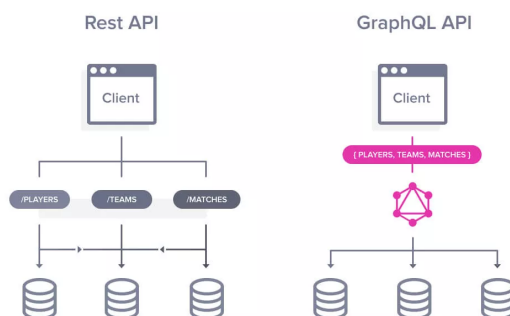 Rest API
GraphQL API
Client
Client
[ PLAYERS, TEAMS, MATCHES ]
/PLAYERS
/TEAMS
/MATCHES